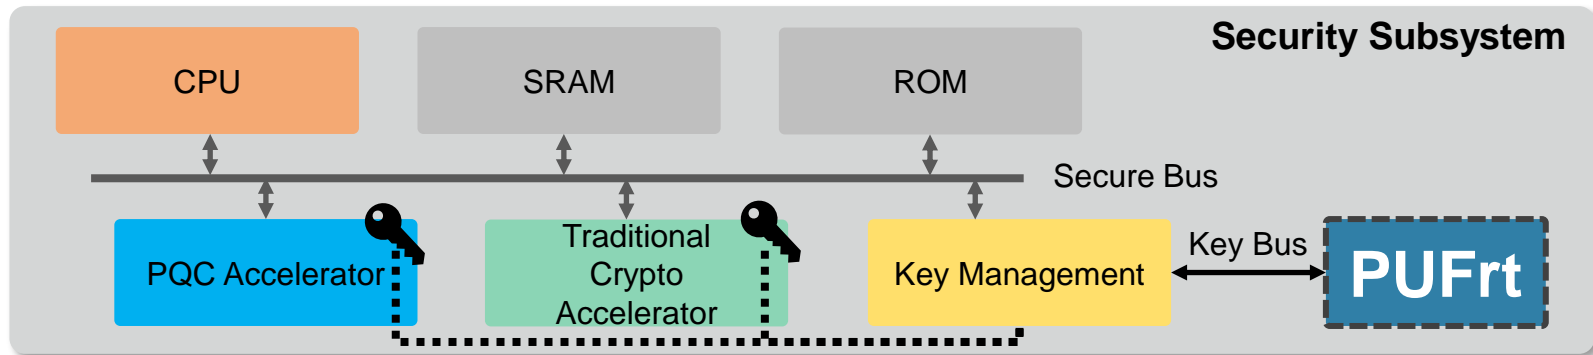 Security Subsystem
CPU
SRAM
ROM
Secure Bus
PQC Accelerator
Traditional
Crypto
Accelerator
Key Management
Key Bus
PUFrt